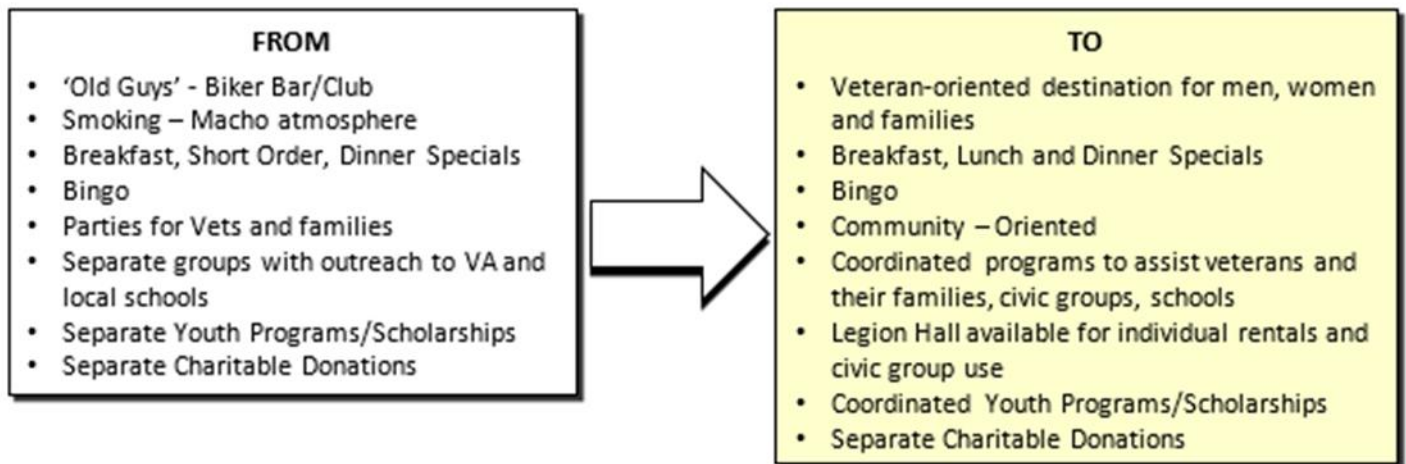 FROM
• ‘Old Guys’ - Biker Bar/Club
• Smoking – Macho atmosphere
• Breakfast, Short Order, Dinner Specials
• Bingo
• Parties for Vets and families
• Separate groups with outreach to VA and
local schools
• Separate Youth Programs/Scholarships
• Separate Charitable Donations
TO
• Veteran-oriented destination for men, women
and families
• Breakfast, Lunch and Dinner Specials
• Bingo
• Community – Oriented
• Coordinated programs to assist veterans and
their families, civic groups, schools
• Legion Hall available for individual rentals and
civic group use
• Coordinated Youth Programs/Scholarships
• Separate Charitable Donations